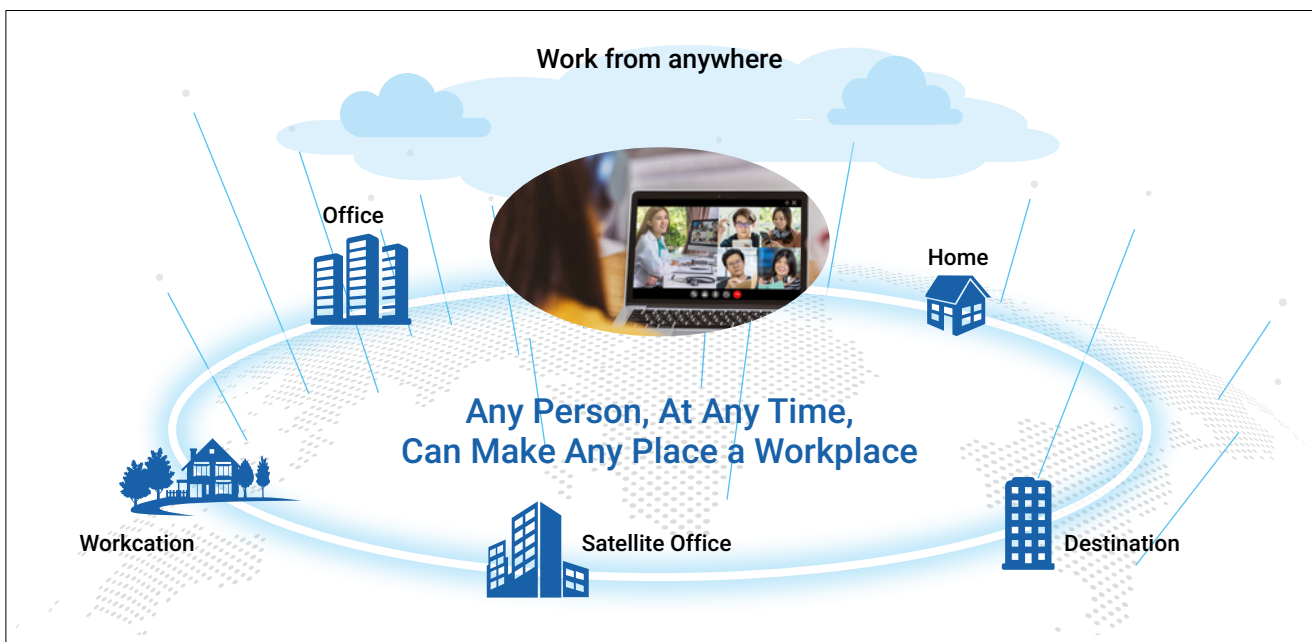 Work from anywhere
Office
Home
Any Person, At Any Time,
Can Make Any Place a Workplace
Workcation
Satellite Office
Destination